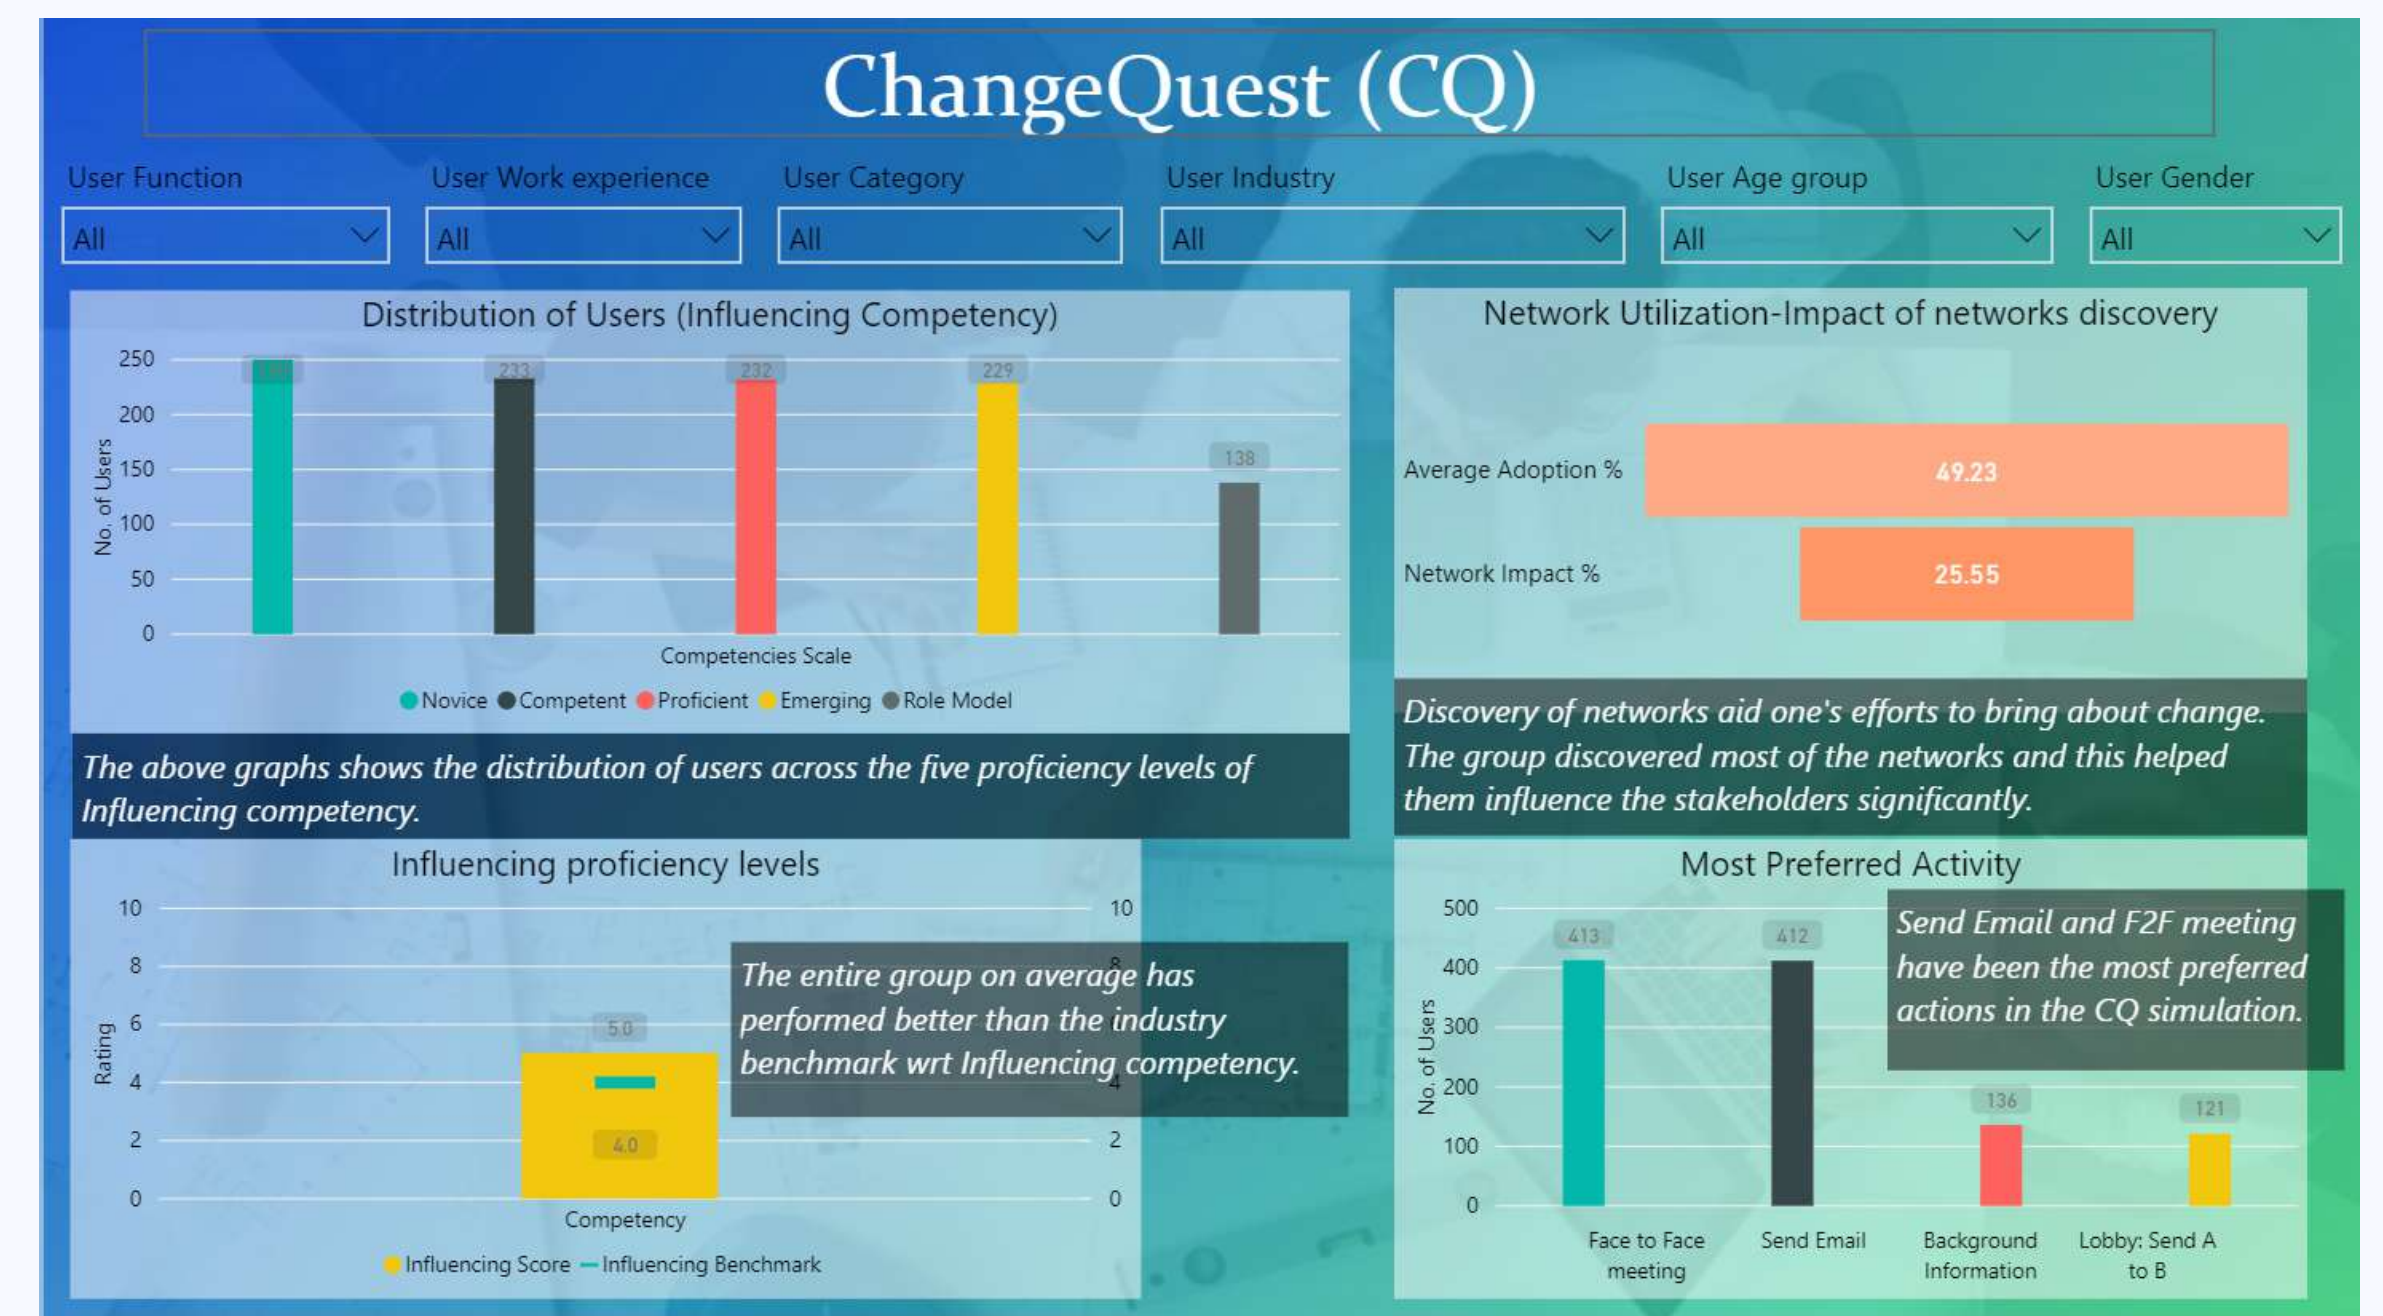 ChangeQuest (CQ)
User Function
User Work experience
User Category
User Industry
User Age group
User Gender
All
All
All
All
All
All
Distribution of Users (Influencing Competency)
250
200
150
100
50
0
No. of Users
233
232
229
138
Competencies Scale
Novice
Competent
Proficient
Emerging
Role Model
The above graphs shows the distribution of users across the five proficiency levels of
Influencing competency.
Network Utilization-Impact of networks discovery
Average Adoption %
49.23
Network Impact %
25.55
Discovery of networks aid one's efforts to bring about change.
The group discovered most of the networks and this helped
them influence the stakeholders significantly.
Influencing proficiency levels
10
8
6
4
2
0
Rating
5.0
4.0
10
8
4
2
0
The entire group on average has
performed better than the industry
benchmark wrt Influencing competency.
Competency
Influencing Score
Influencing Benchmark
Most Preferred Activity
500
400
300
200
100
0
No. of Users
413
412
136
121
Send Email and F2F meeting
have been the most preferred
actions in the CQ simulation.
Face to Face
meeting
Send Email
Background
Information
Lobby: Send A
to B